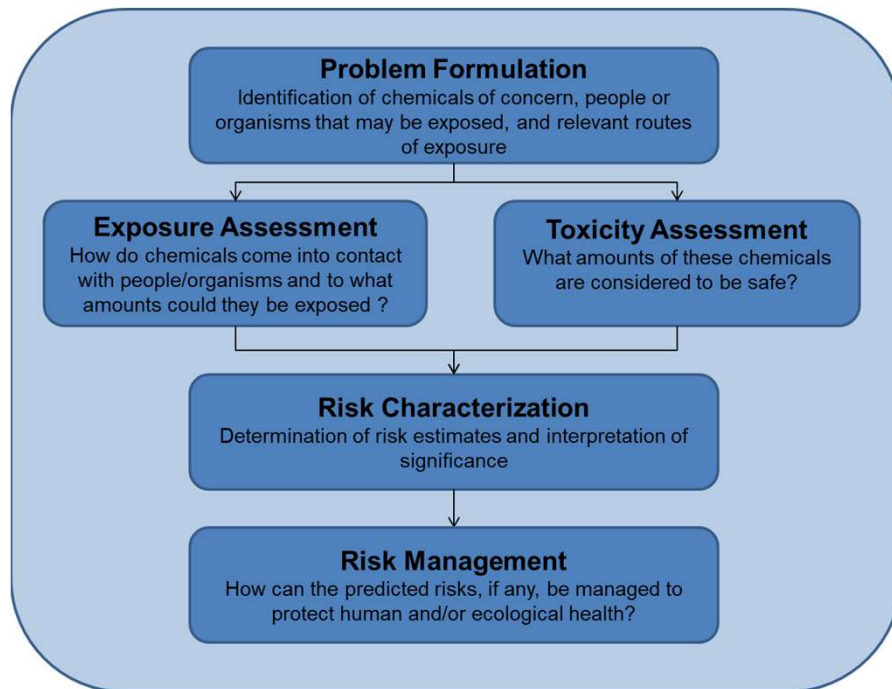 Problem Formulation
Identification of chemicals of concern, people or
organisms that may be exposed, and relevant routes
of exposure
Exposure Assessment
How do chemicals come into contact
with people/organisms and to what
amounts could they be exposed ?
Toxicity Assessment
What amounts of these chemicals
are considered to be safe?
Risk Characterization
Determination of risk estimates and interpretation of
significance
Risk Management
How can the predicted risks, if any, be managed to
protect human and/or ecological health?